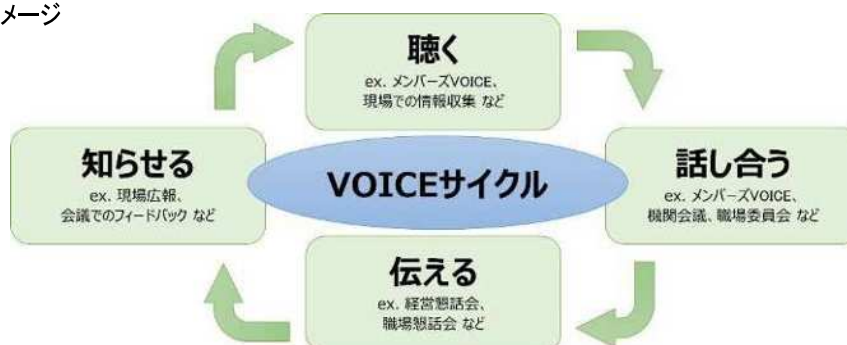 メージ
聴く
ex. メンバーズVOICE、
現場での情報収集 など
知らせる
ex. 現場広報、
会議でのフィードバック など
VOICEサイクル
話し合う
ex. メンバーズVOICE、
機関会議、職場委員会 など
伝える
ex. 経営懇話会、
職場懇話会 など